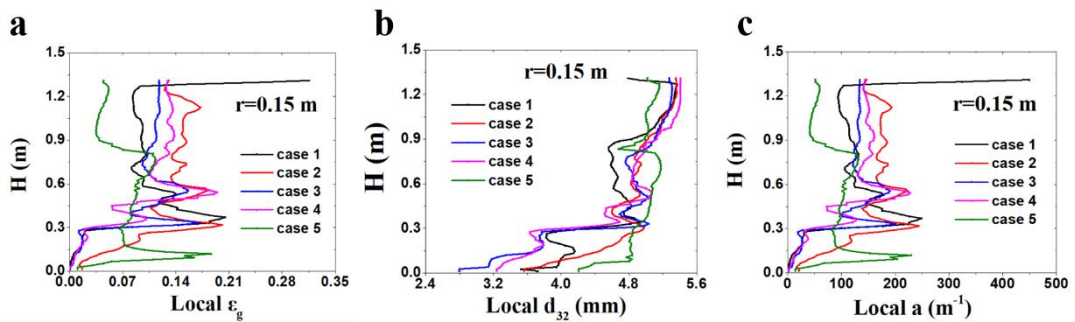 a
1.5
1.2
0.9
0.6
0.3
0.0
H (m)
r=0.15 m
case 1
case 2
case 3
case 4
case 5
0.00 0.07 0.14 0.21 0.28 0.35
Local εg
b
1.5
1.2
0.9
0.6
0.3
0.0
H (m)
r=0.15 m
case 1
case 2
case 3
case 4
case 5
2.4 3.2 4.0 4.8 5.6
Local d32 (mm)
c
1.5
1.2
0.9
0.6
0.3
0.0
H (m)
r=0.15 m
case 1
case 2
case 3
case 4
case 5
0 100 200 300 400 500
Local a (m-1)